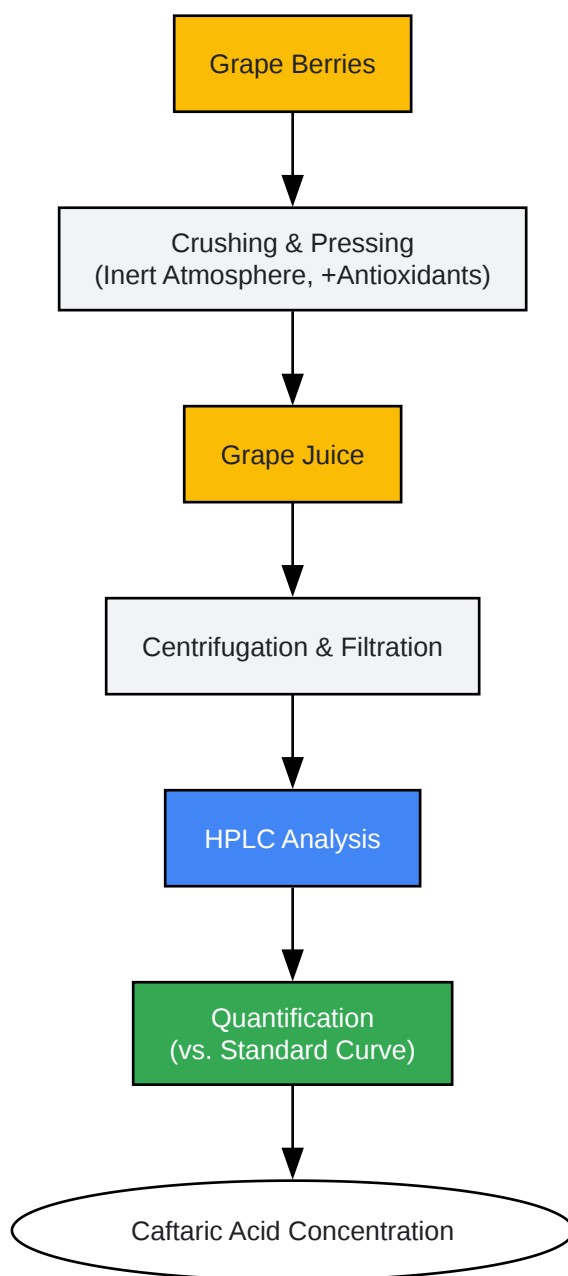 Grape Berries
Crushing & Pressing
(Inert Atmosphere, +Antioxidants)
Grape Juice
Centrifugation & Filtration
HPLC Analysis
Quantification
(vs. Standard Curve)
Caftaric Acid Concentration